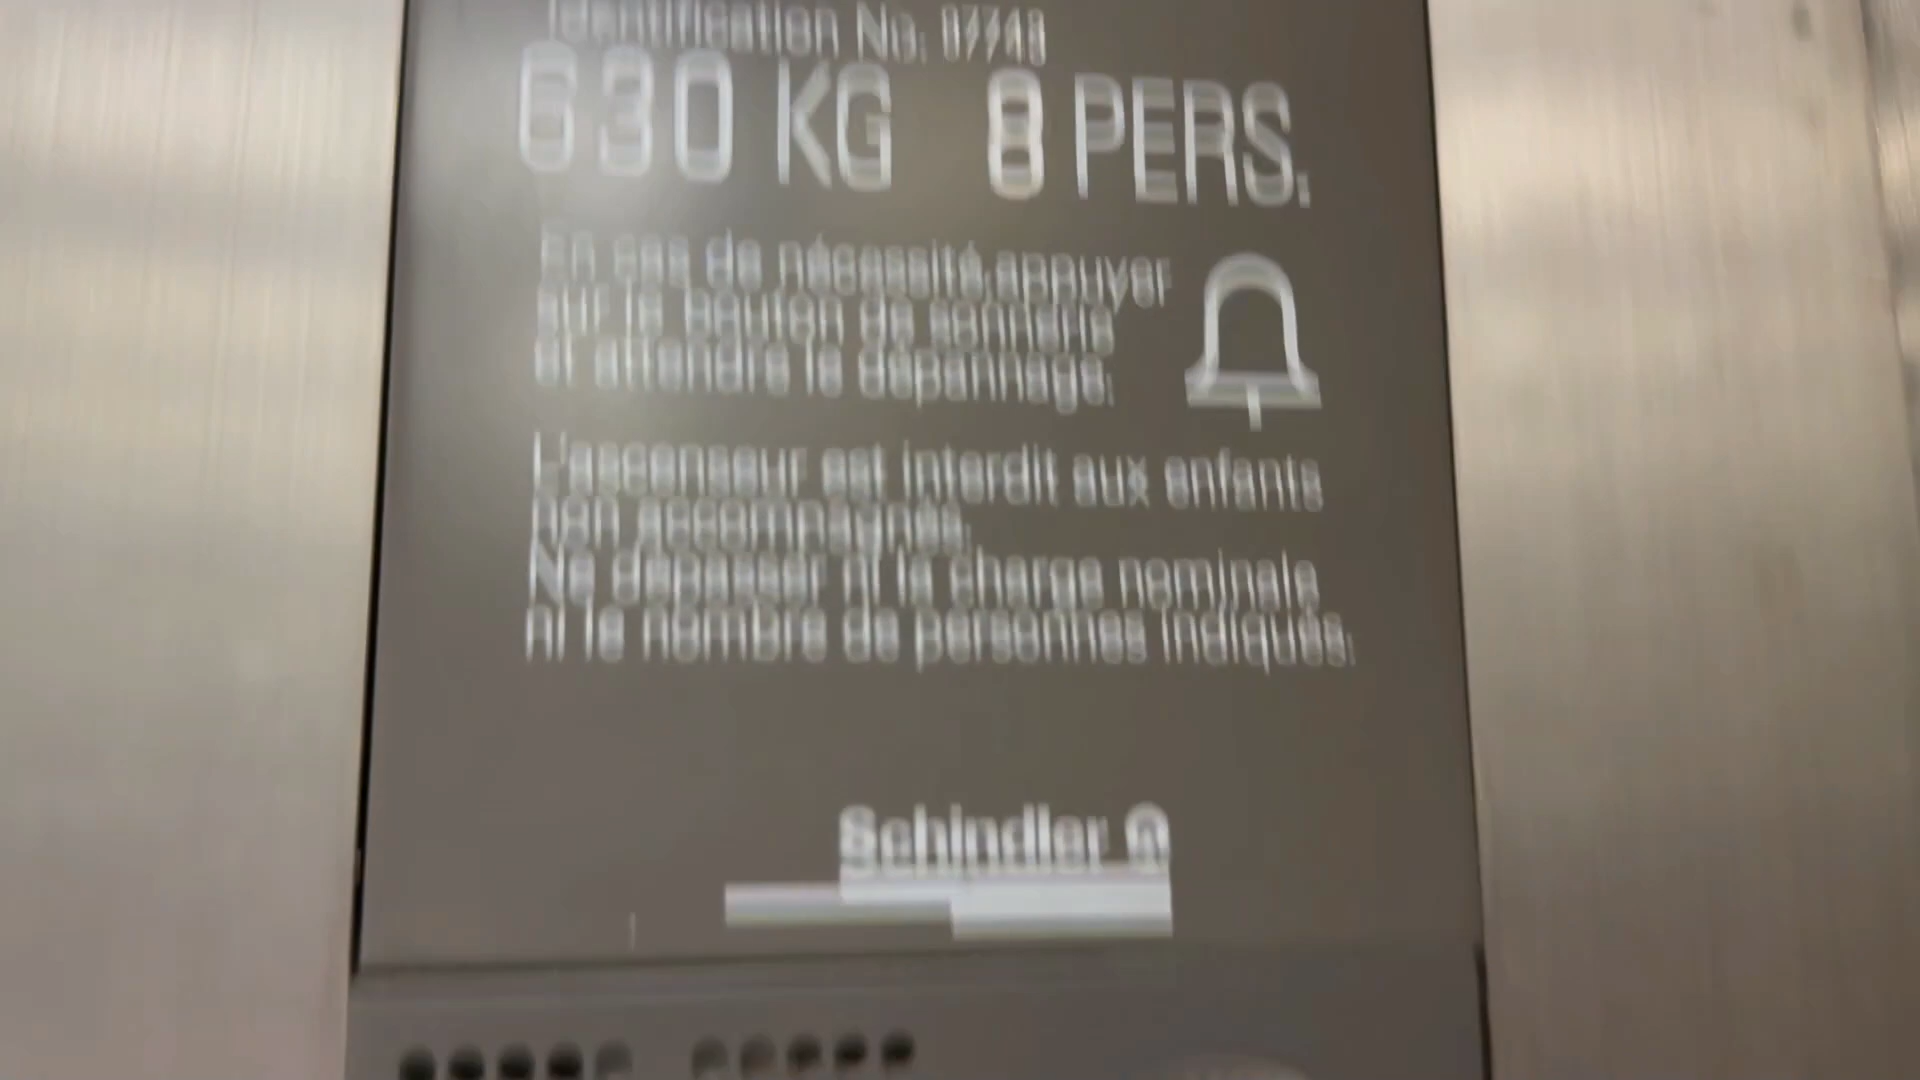 Identification No.
630 KG 8 PERS.
En cas de nécessité, appuyer
sur le bouton de sonnerie
et attendre le dépannage.
L'ascenseur est interdit aux enfants
non accompagnés.
Ne dépasser ni la charge nominale
ni le nombre de personnes indiqués.
Schindler